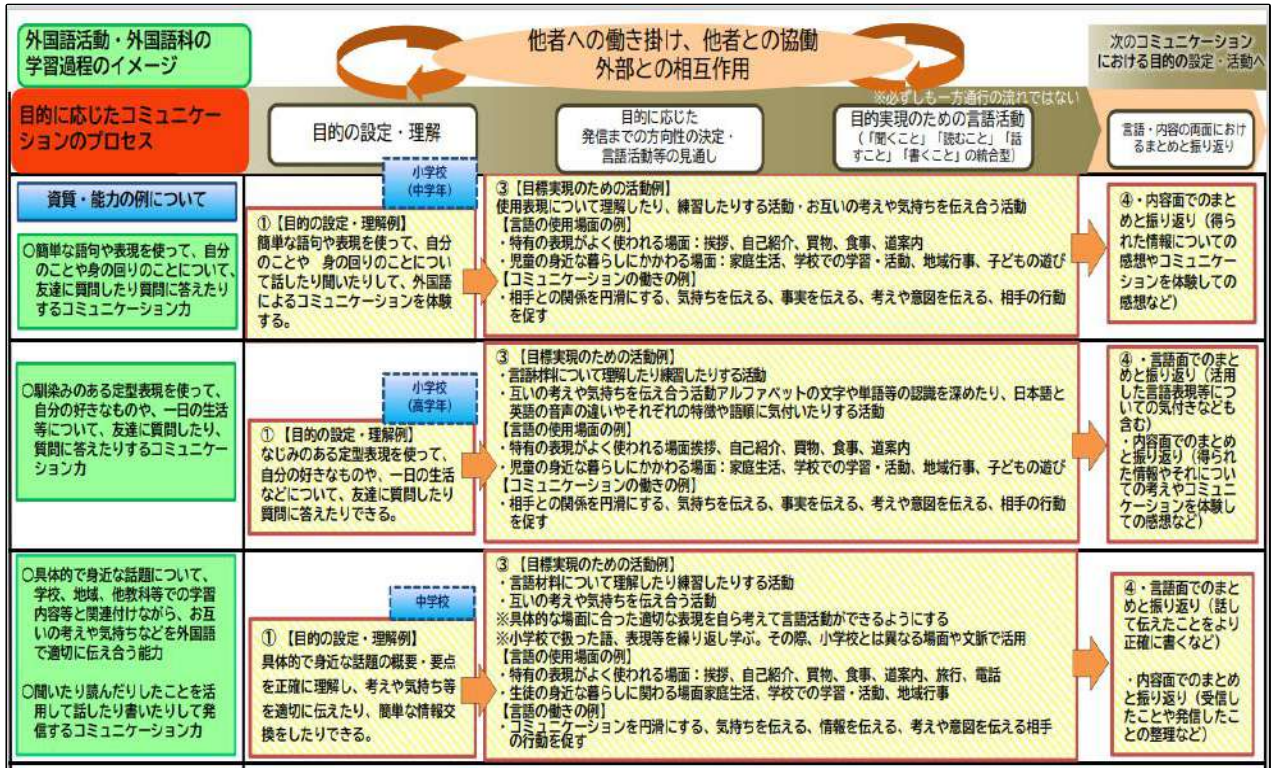 外国語活動・外国語科の
学習過程のイメージ
他者への働き掛け、他者との協働
外部との相互作用
次のコミュニケーション
における目的の設定・活動へ
※必ずしも一方通行の流れではない
目的に応じたコミュニケー
ションのプロセス
目的の設定・理解
目的に応じた
発信までの方向性の決定・
言語活動等の見通し
目的実現のための言語活動
(「聞くこと」「読むこと」「話
すこと」「書くこと」の統合型)
言語・内容の両面におけ
るまとめと振り返り
資質・能力の例について
○簡単な語句や表現を使って、自分
のことや身の回りのことについて、
友達に質問したり質問に答えたり
するコミュニケーション力
小学校
(中学年)
①【目的の設定・理解例】
簡単な語句や表現を使って、自分
のことや 身の回りのことについ
て話したり聞いたりして、外国語
によるコミュニケーションを体験
する。
③【目標実現のための活動例】
使用表現について理解したり、練習したりする活動・お互いの考えや気持ちを伝え合う活動
【言語の使用場面の例】
・特有の表現がよく使われる場面:挨拶、自己紹介、買物、食事、道案内
・児童の身近な暮らしにかかわる場面:家庭生活、学校での学習・活動、地域行事、子どもの遊び
【コミュニケーションの働きの例】
・相手との関係を円滑にする、気持ちを伝える、事実を伝える、考えや意図を伝える、相手の行動
を促す
④・内容面でのまと
めと振り返り(得ら
れた情報についての
感想やコミュニケー
ションを体験しての
感想など)
○馴染みのある定型表現を使って、
自分の好きなものや、一日の生活
等について、友達に質問したり、
質問に答えたりするコミュニケー
ション力
小学校
(高学年)
① 【目的の設定・理解例】
なじみのある定型表現を使って、
自分の好きなものや、一日の生活
などについて、友達に質問したり
質問に答えたりできる。
③ 【目標実現のための活動例】
・言語材料について理解したり練習したりする活動
・互いの考えや気持ちを伝え合う活動アルファベットの文字や単語等の認識を深めたり、日本語と
英語の音声の違いやそれぞれの特徴や語順に気付いたりする活動
【言語の使用場面の例】
・特有の表現がよく使われる場面挨拶、自己紹介、買物、食事、道案内
・児童の身近な暮らしにかかわる場面:家庭生活、学校での学習・活動、地域行事、子どもの遊び
【コミュニケーションの働きの例】
・相手との関係を円滑にする、気持ちを伝える、事実を伝える、考えや意図を伝える、相手の行動
を促す
④・言語面でのまと
めと振り返り(活用
した言語表現等につ
いての気付きなども
含む)
・内容面でのまとめ
と振り返り(得られ
た情報やそれについ
ての考えやコミュニ
ケーションを体験し
ての感想など)
○具体的で身近な話題について、
学校、地域、他教科等での学習
内容等と関連付けながら、お互
いの考えや気持ちなどを外国語
で適切に伝え合う能力
○聞いたり読んだりしたことを活
用して話したり書いたりして発
信するコミュニケーション力
中学校
① 【目的の設定・理解例】
具体的で身近な話題の概要・要点
を正確に理解し、考えや気持ち等
を適切に伝えたり、簡単な情報交
換をしたりできる。
③ 【目標実現のための活動例】
・言語材料について理解したり練習したりする活動
・互いの考えや気持ちを伝え合う活動
※具体的な場面に合った適切な表現を自ら考えて言語活動ができるようにする
※小学校で扱った語、表現等を繰り返し学ぶ。その際、小学校とは異なる場面や文脈で活用
【言語の使用場面の例】
・特有の表現がよく使われる場面:挨拶、自己紹介、買物、食事、道案内、旅行、電話
・生徒の身近な暮らしに関わる場面家庭生活、学校での学習・活動、地域行事
【言語の働きの例】
・コミュニケーションを円滑にする、気持ちを伝える、情報を伝える、考えや意図を伝える相手
の行動を促す
④・言語面でのまと
めと振り返り(話し
て伝えたことをより
正確に書くなど)
・内容面でのまとめ
と振り返り(受信し
たことや発信したこ
との整理など)